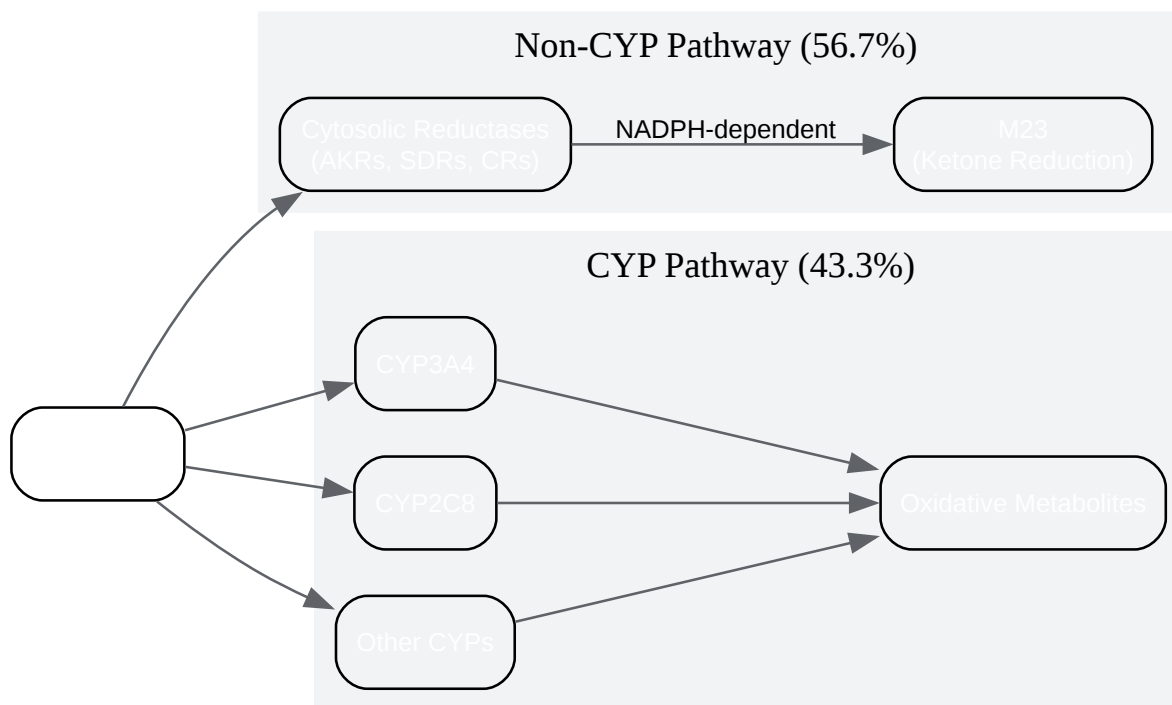 Non-CYP Pathway (56.7%)
Cytosolic Reductases
(AKRs, SDRs, CRs)
NADPH-dependent
M23
(Ketone Reduction)
CYP Pathway (43.3%)
CYP3A4
CYP2C8
Other CYPs
Oxidative Metabolites